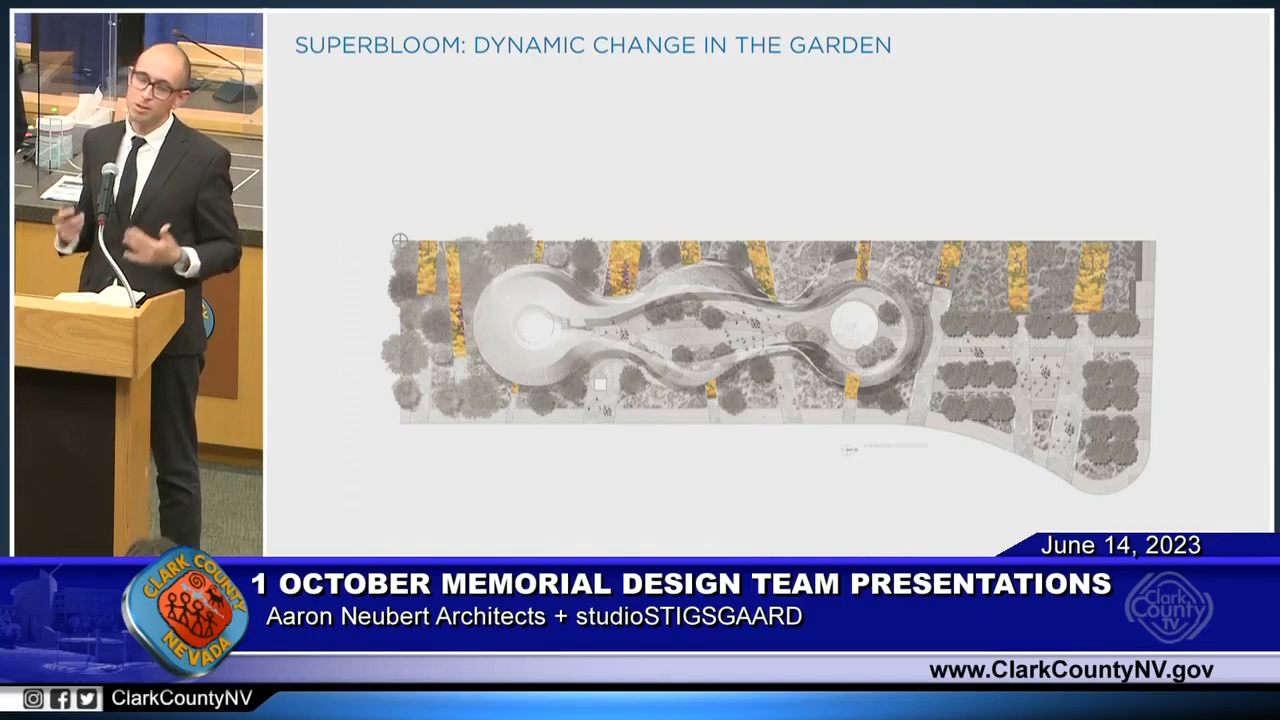 SUPERBLOOM: DYNAMIC CHANGE IN THE GARDEN
June 14, 2023
1 OCTOBER MEMORIAL DESIGN TEAM PRESENTATIONS
Aaron Neubert Architects + studioSTIGSGAARD
CLARK COUNTY
NEVADA
Clark
County
TV
www.ClarkCountyNV.gov
ClarkCountyNV